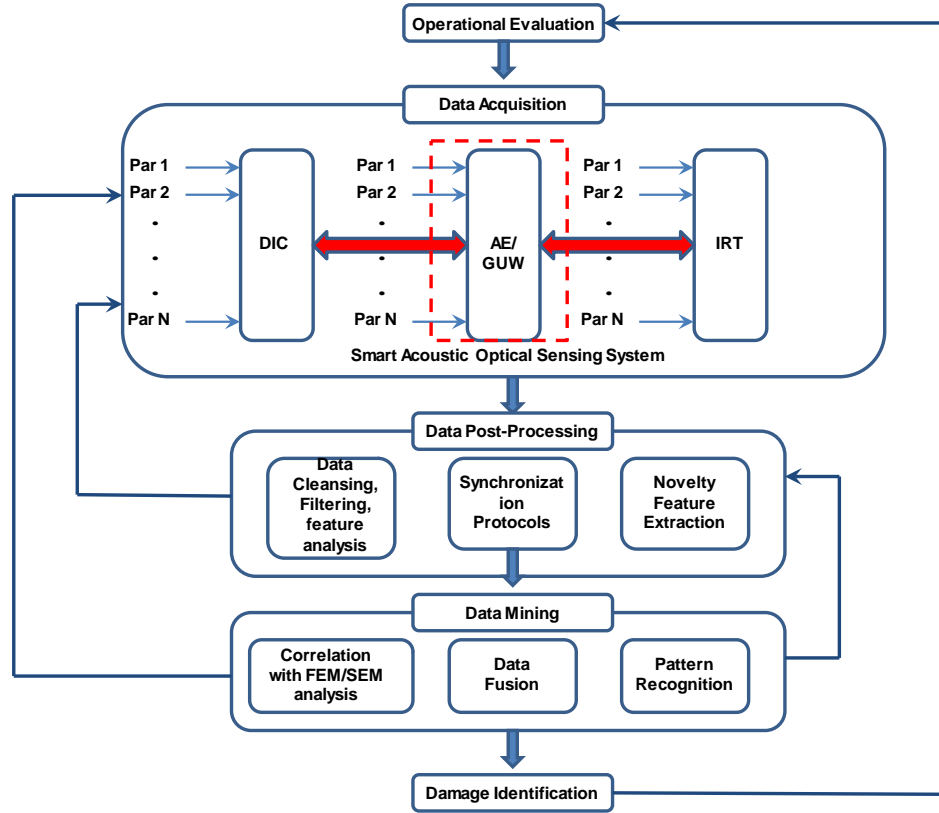 Operational Evaluation
Data Acquisition
Par 1
Par 2
.
.
.
Par N
DIC
Par 1
Par 2
.
.
.
Par N
AE/
GUW
Par 1
Par 2
.
.
.
Par N
IRT
Smart Acoustic Optical Sensing System
Data Post-Processing
Data
Cleansing,
Filtering,
feature
analysis
Synchronizat
ion
Protocols
Novelty
Feature
Extraction
Data Mining
Correlation
with FEM/SEM
analysis
Data
Fusion
Pattern
Recognition
Damage Identification